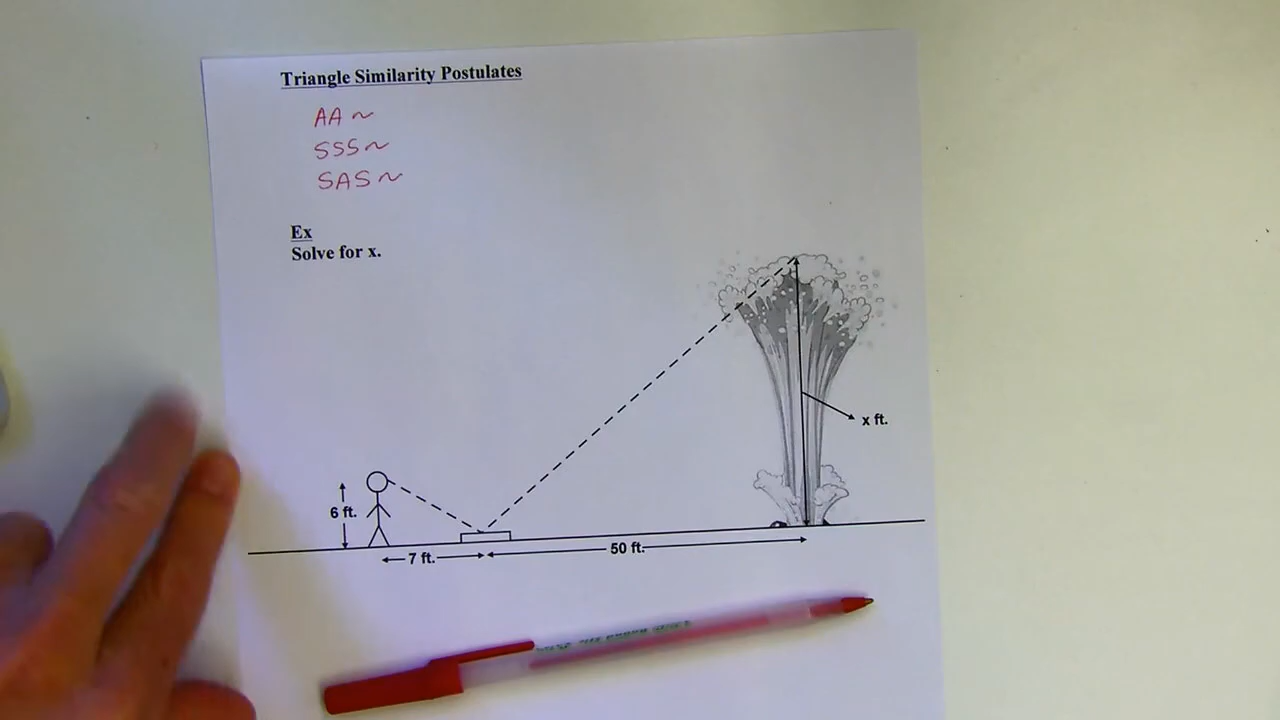 Triangle Similarity Postulates
AA ~
SSS ~
SAS ~
Ex
Solve for x.
x ft.
6 ft.
7 ft.
50 ft.